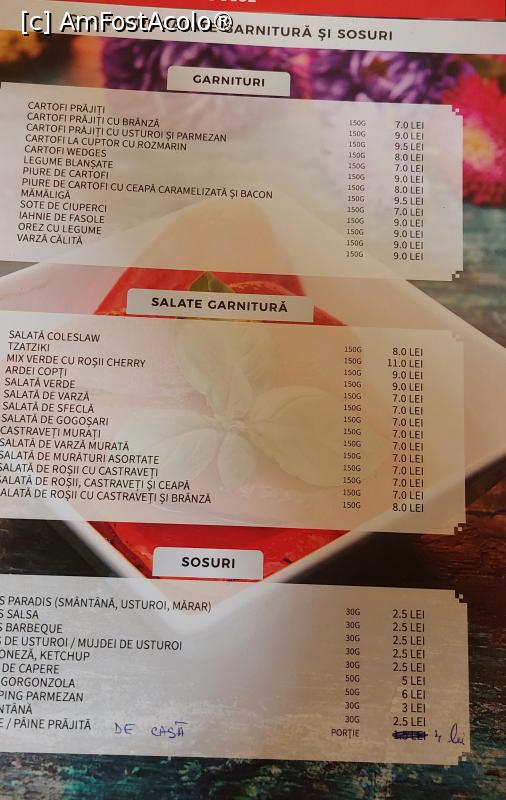 [c] AmFostAcolo®
GARNITURĂ ȘI SOSURI
GARNITURI
CARTOFI PRĂJIȚI 150G 7.0 LEI
CARTOFI PRĂJIȚI CU BRÂNZĂ 150G 9.0 LEI
CARTOFI PRĂJIȚI CU USTUROI ȘI PARMEZAN 150G 9.5 LEI
CARTOFI LA CUPTOR CU ROZMARIN 150G 8.0 LEI
CARTOFI WEDGES 150G 7.0 LEI
LEGUME BLANȘATE 150G 9.0 LEI
PIURE DE CARTOFI 150G 8.0 LEI
PIURE DE CARTOFI CU CEAPĂ CARAMELIZATĂ ȘI BACON 150G 9.5 LEI
MĂMĂLIGĂ 150G 7.0 LEI
SOTE DE CIUPERCI 150G 9.0 LEI
IAHNIE DE FASOLE 150G 9.0 LEI
OREZ CU LEGUME 150G 9.0 LEI
VARZĂ CĂLITĂ 150G 9.0 LEI
SALATE GARNITURĂ
SALATĂ COLESLAW 150G 8.0 LEI
TZATZIKI 150G 11.0 LEI
MIX VERDE CU ROȘII CHERRY 150G 9.0 LEI
ARDEI COPȚI 150G 9.0 LEI
SALATĂ VERDE 150G 7.0 LEI
SALATĂ DE VARZĂ 150G 7.0 LEI
SALATĂ DE SFECLĂ 150G 7.0 LEI
SALATĂ DE GOGOȘARI 150G 7.0 LEI
CASTRAVEȚI MURAȚI 150G 7.0 LEI
SALATĂ DE VARZĂ MURATĂ 150G 7.0 LEI
SALATĂ DE MURĂTURI ASORTATE 150G 7.0 LEI
SALATĂ DE ROȘII CU CASTRAVEȚI 150G 7.0 LEI
SALATĂ DE ROȘII, CASTRAVEȚI ȘI CEAPĂ 150G 7.0 LEI
ALATĂ DE ROȘII CU CASTRAVEȚI ȘI BRÂNZĂ 150G 8.0 LEI
SOSURI
S PARADIS (SMÂNTÂNĂ, USTUROI, MĂRAR) 30G 2.5 LEI
S SALSA 30G 2.5 LEI
S BARBEQUE 30G 2.5 LEI
S DE USTUROI / MUJDEI DE USTUROI 30G 2.5 LEI
ONEZĂ, KETCHUP 30G 2.5 LEI
DE CAPERE 50G 5 LEI
GORGONZOLA 50G 6 LEI
PING PARMEZAN 30G 3 LEI
NTÂNĂ 30G 2.5 LEI
E / PÂINE PRĂJITĂ DE CASĂ PORȚIE 4 lei